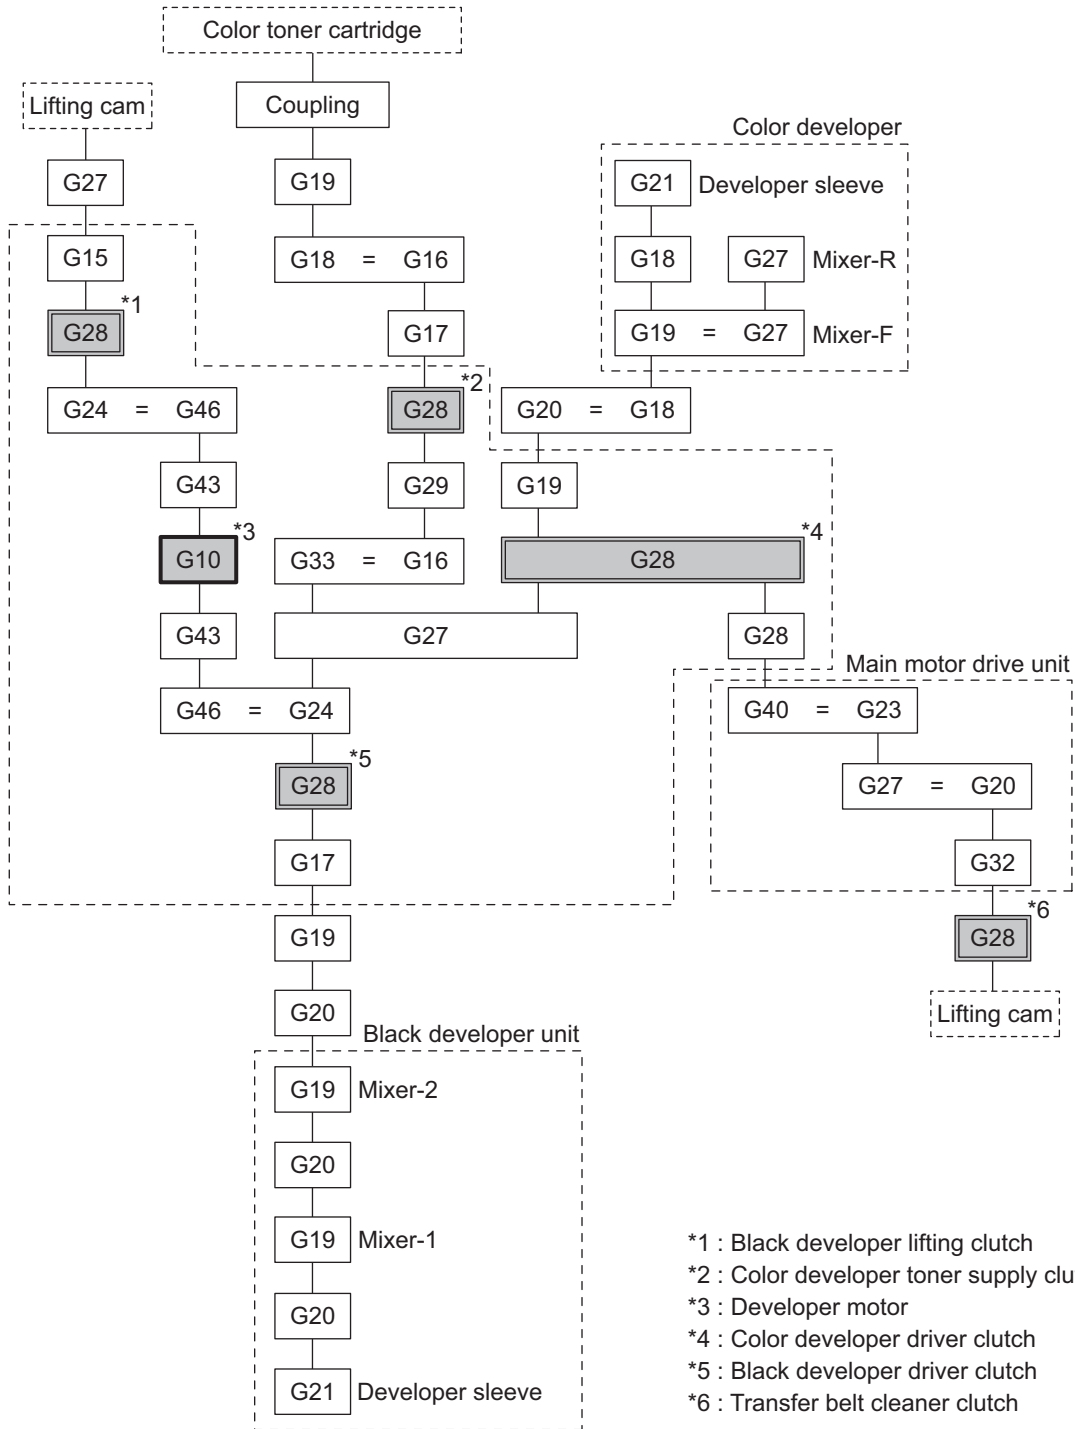 Color toner cartridge
Lifting cam
Coupling
Color developer
G27
G19
G21 Developer sleeve
G15
G18 = G16
G18
G27 Mixer-R
*1
G28
G17
G19 = G27 Mixer-F
*2
G24 = G46
G28
G20 = G18
G43
G29
G19
*3
*4
G10
G33 = G16
G28
G43
G27
G28
Main motor drive unit
G46 = G24
G40 = G23
*5
G28
G27 = G20
G17
G32
*6
G19
G28
G20
Lifting cam
Black developer unit
G19 Mixer-2
G20
G19 Mixer-1
G20
G21 Developer sleeve
*1 : Black developer lifting clutch
*2 : Color developer toner supply clu
*3 : Developer motor
*4 : Color developer driver clutch
*5 : Black developer driver clutch
*6 : Transfer belt cleaner clutch